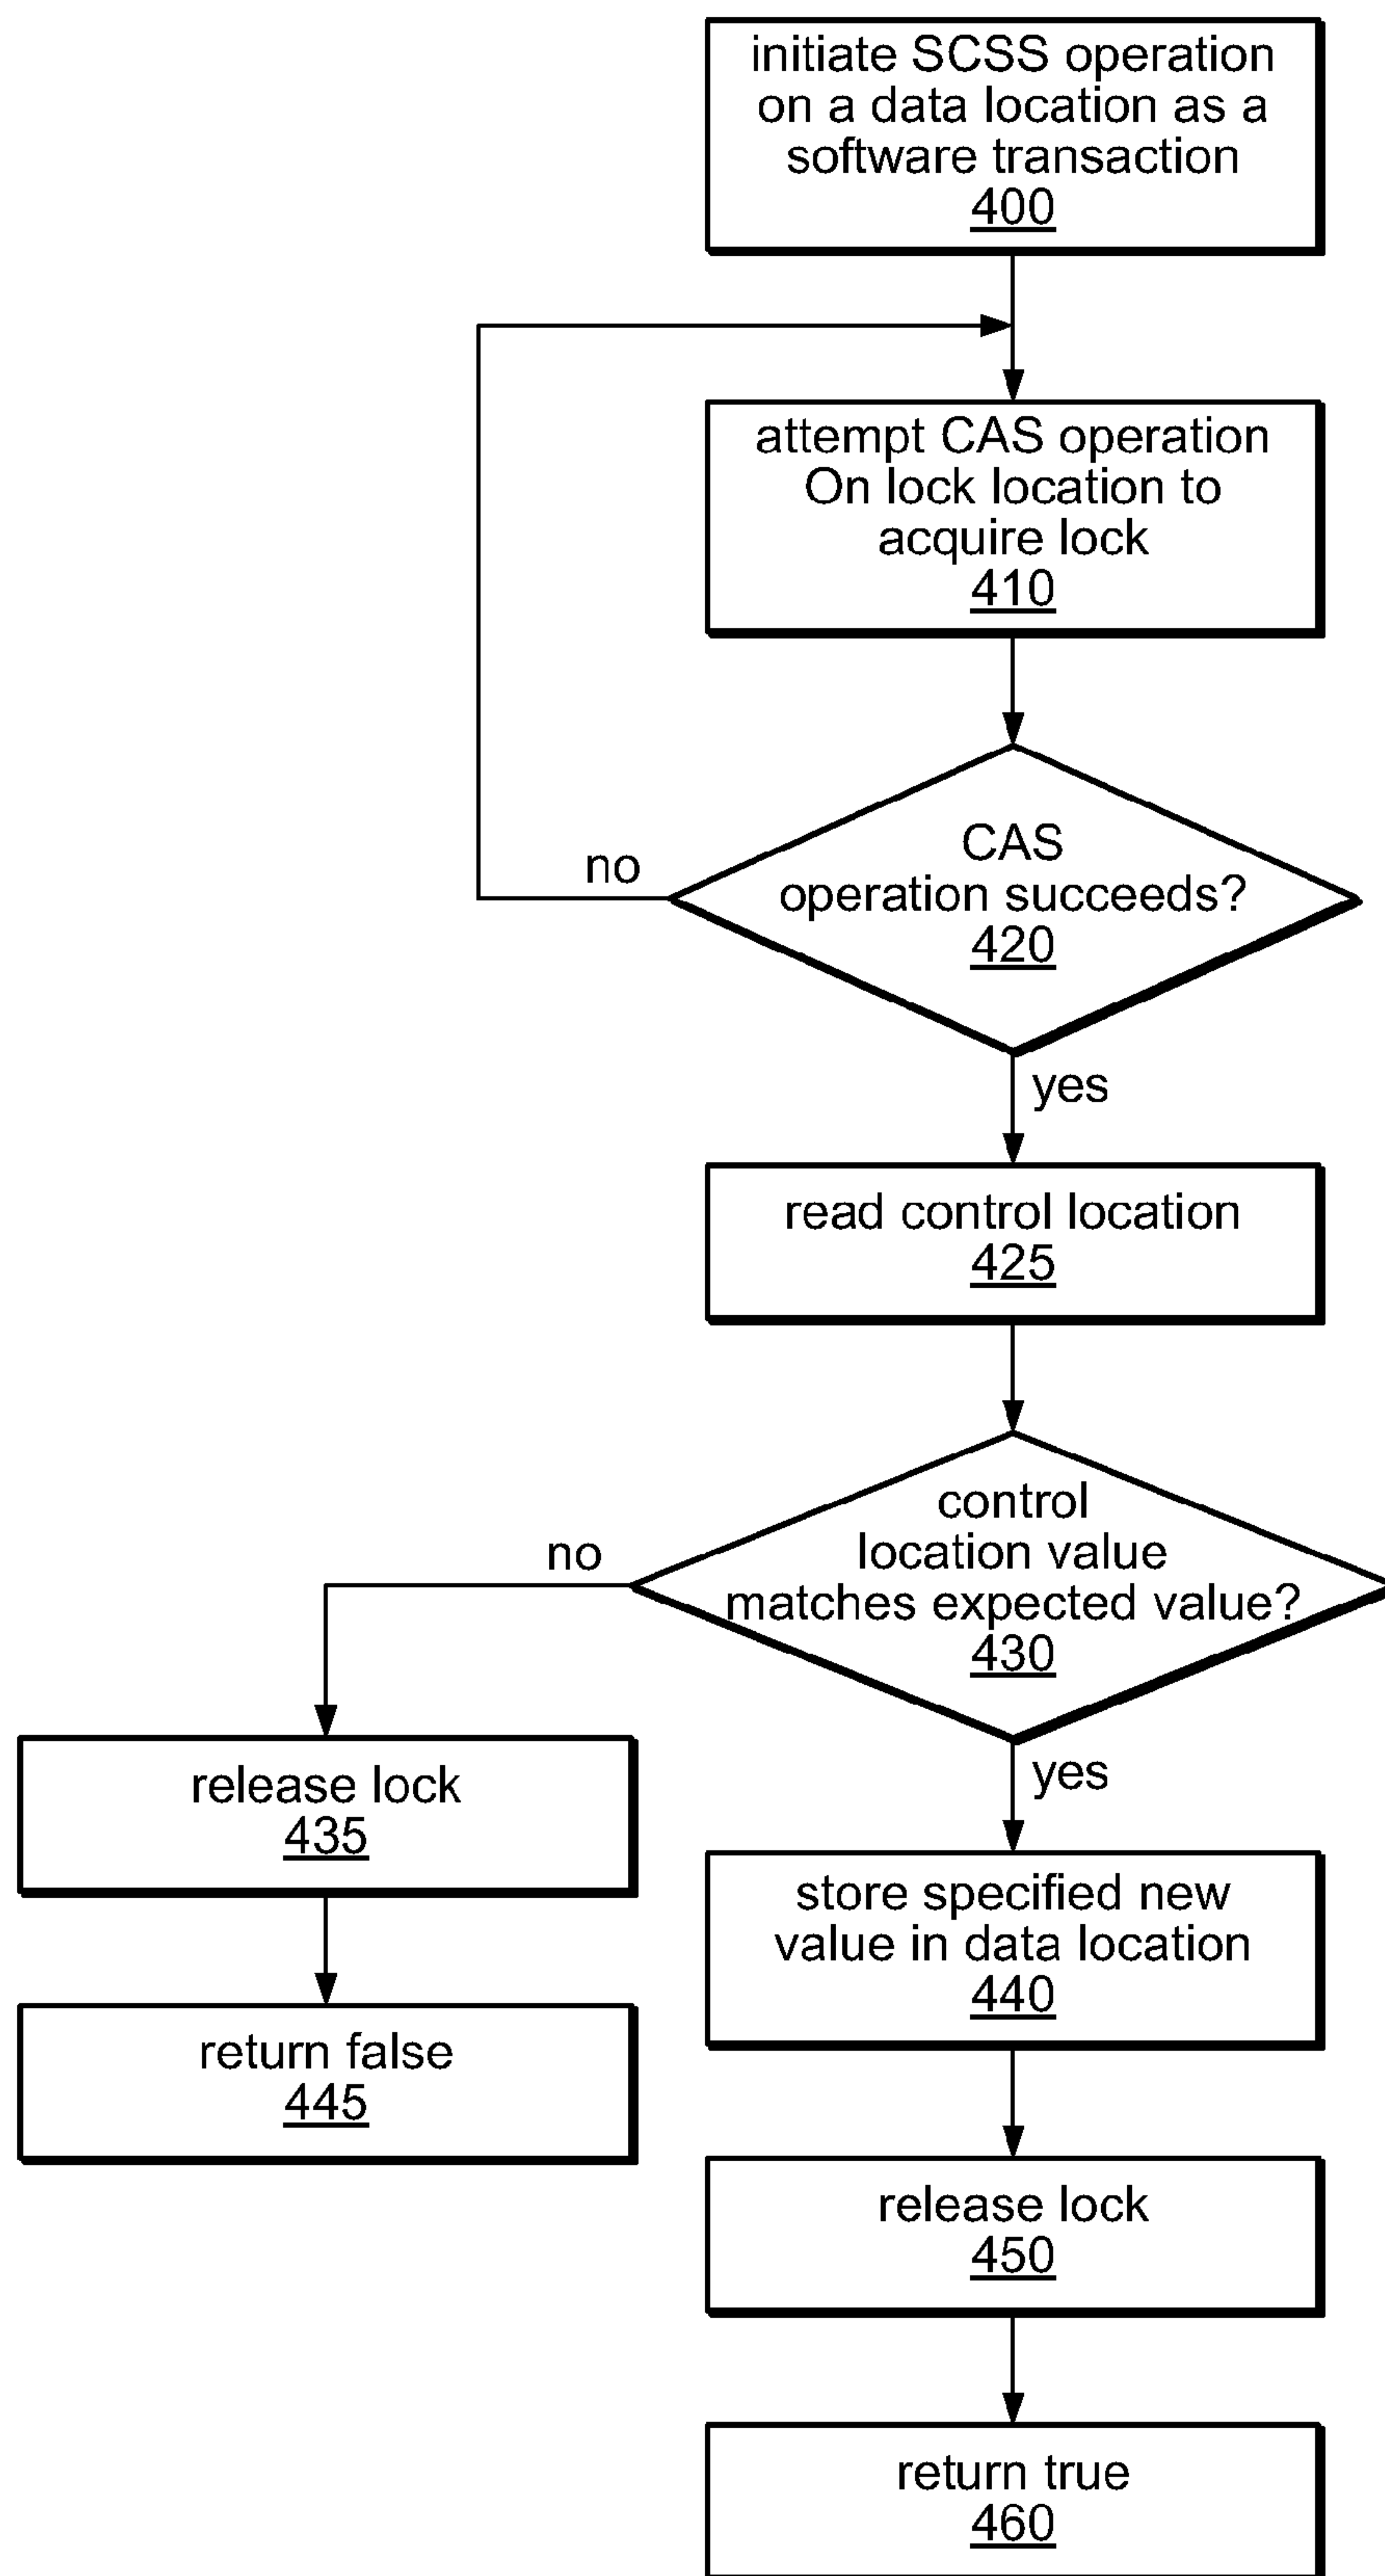 initiate SCSS operation
on a data location as a
software transaction
400
attempt CAS operation
On lock location to
acquire lock
410
CAS
operation succeeds?
420
no
yes
read control location
425
control
location value
matches expected value?
430
no
yes
release lock
435
return false
445
store specified new
value in data location
440
release lock
450
return true
460